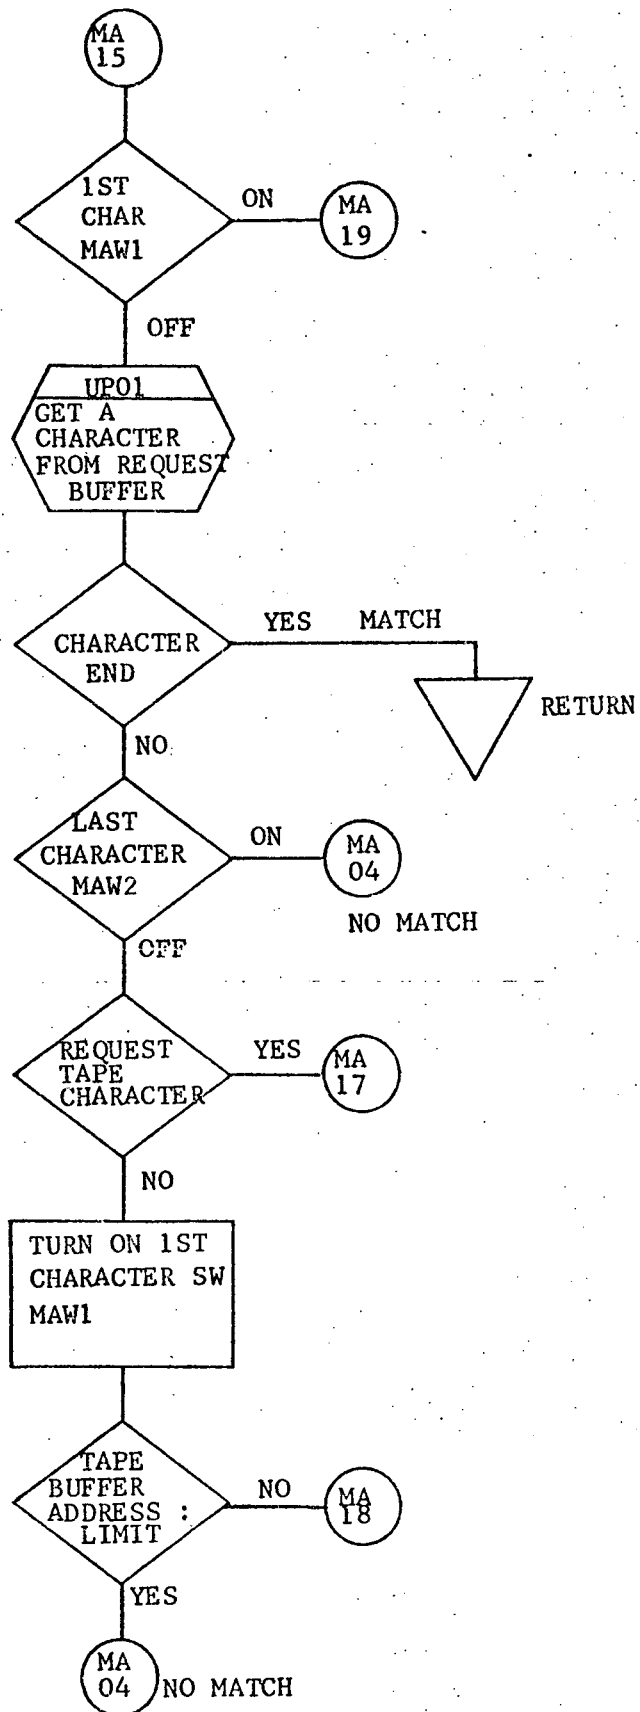 MA
15
1ST
CHAR
MAW1
ON
MA
19
OFF
UP01
GET A
CHARACTER
FROM REQUEST
BUFFER
CHARACTER
END
YES MATCH
RETURN
NO
LAST
CHARACTER
MAW2
ON
MA
04
NO MATCH
OFF
REQUEST
TAPE
CHARACTER
YES
MA
17
NO
TURN ON 1ST
CHARACTER SW
MAW1
TAPE
BUFFER
ADDRESS :
LIMIT
NO
MA
18
YES
MA
04
NO MATCH